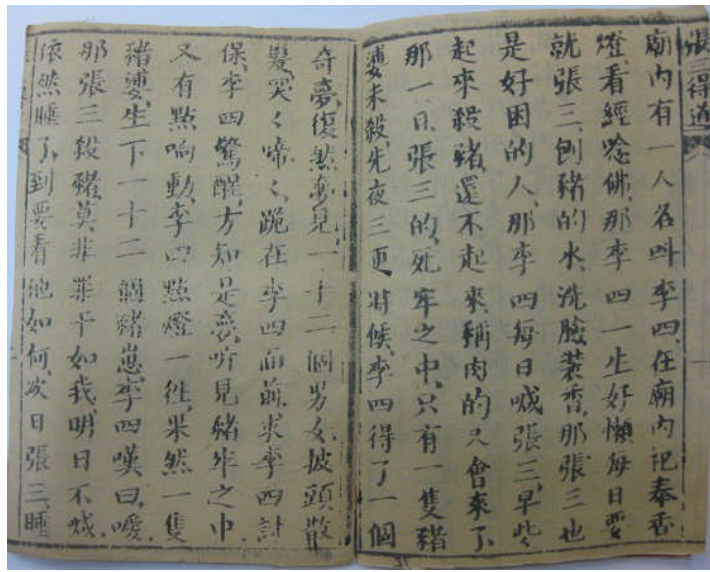 張三得道
廟內有一人名叫李四、在廟內祀奉香
燈、看經唸佛、那李四一生好懶每日要
就張三、刨豬的水、洗臉裝香、那張三也
是好困的人、那李四每日喊張三、早些
起來殺豬、還不起來、稱肉的又會來了、
那一日、張三的、死牢之中、只有一隻豬
婆未殺、先夜三更時候、李四得了一個
奇夢、復然夢見、一十二個男女、披頭散
髮、哭〻啼〻、跪在李四面前、求李四討
保、李四驚醒、方知是夢、听見豬牢之中
又有點响動、李四點燈一徃、果然一隻
豬婆、生下一十二個豬崽、李四嘆曰、噯、
那張三殺豬、莫非業干如我、明日不喊、
依然睡了、到要看他如何、次日張三、睡